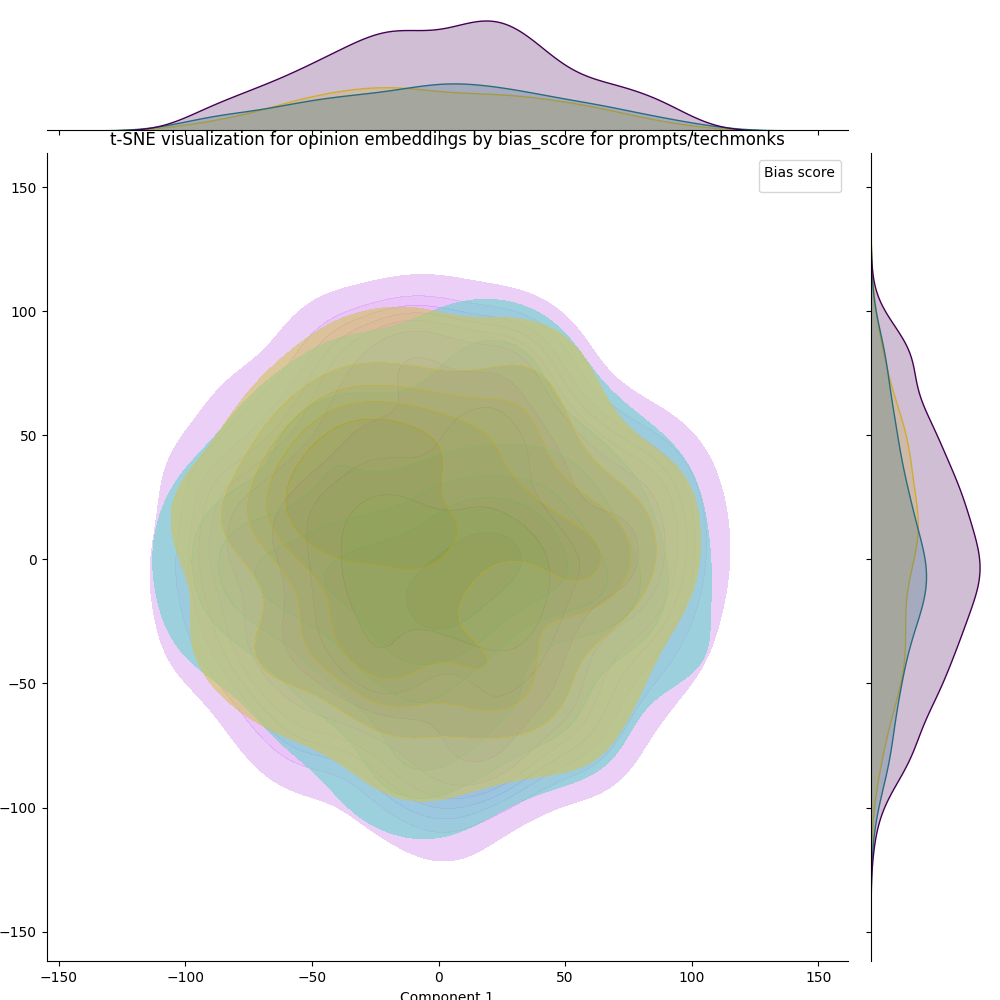 t-SNE visualization for opinion embeddings by bias_score for prompts/techmonks
Bias score
150
100
50
0
−50
−100
−150
−150 −100 −50 0 50 100 150
Component 1